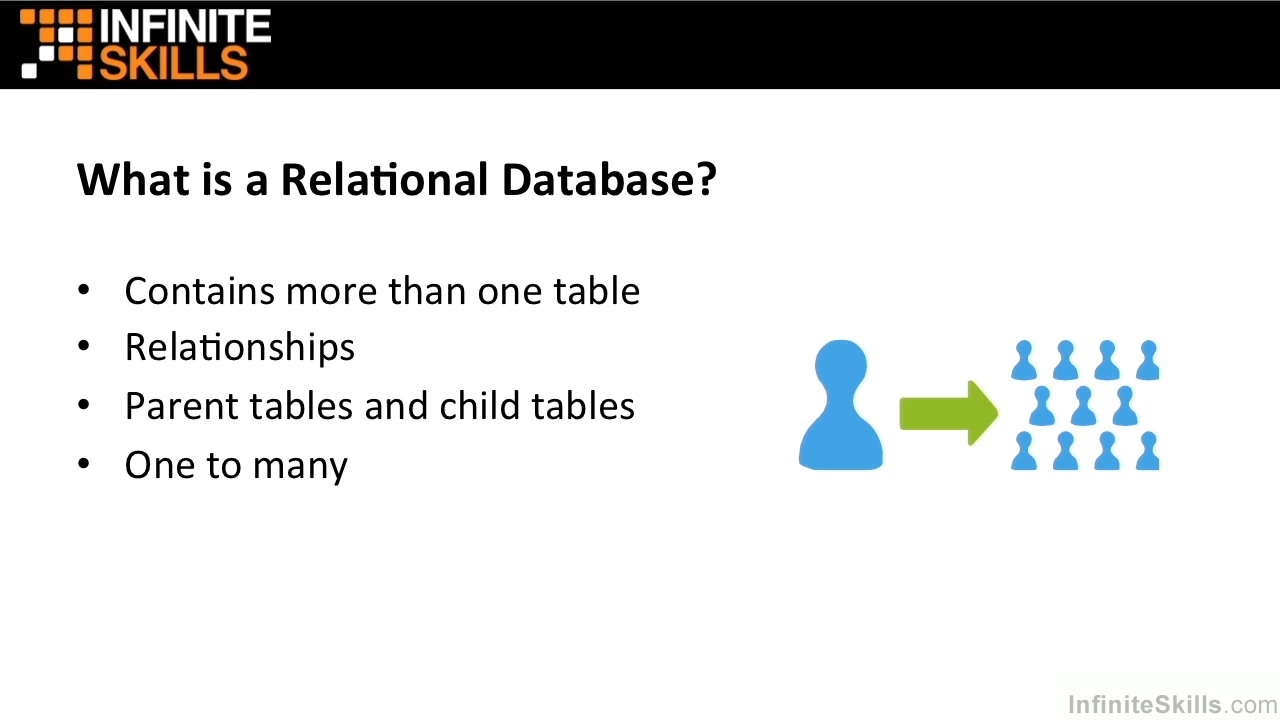 INFINITE
SKILLS
What is a Relational Database?
• Contains more than one table
• Relationships
• Parent tables and child tables
• One to many
InfiniteSkills.com